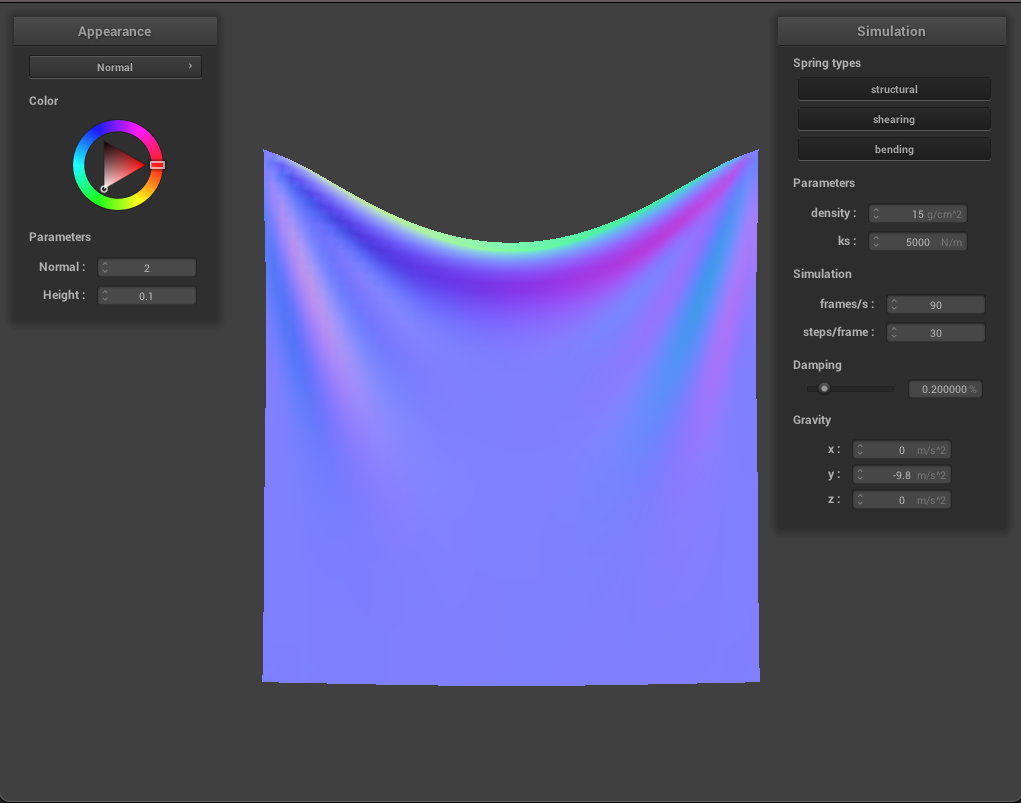 Appearance
Normal ›
Color
Parameters
Normal : 2
Height : 0.1
Simulation
Spring types
structural
shearing
bending
Parameters
density : 15 g/cm^2
ks : 5000 N/m
Simulation
frames/s : 90
steps/frame : 30
Damping
0.200000 %
Gravity
x : 0 m/s^2
y : -9.8 m/s^2
z : 0 m/s^2